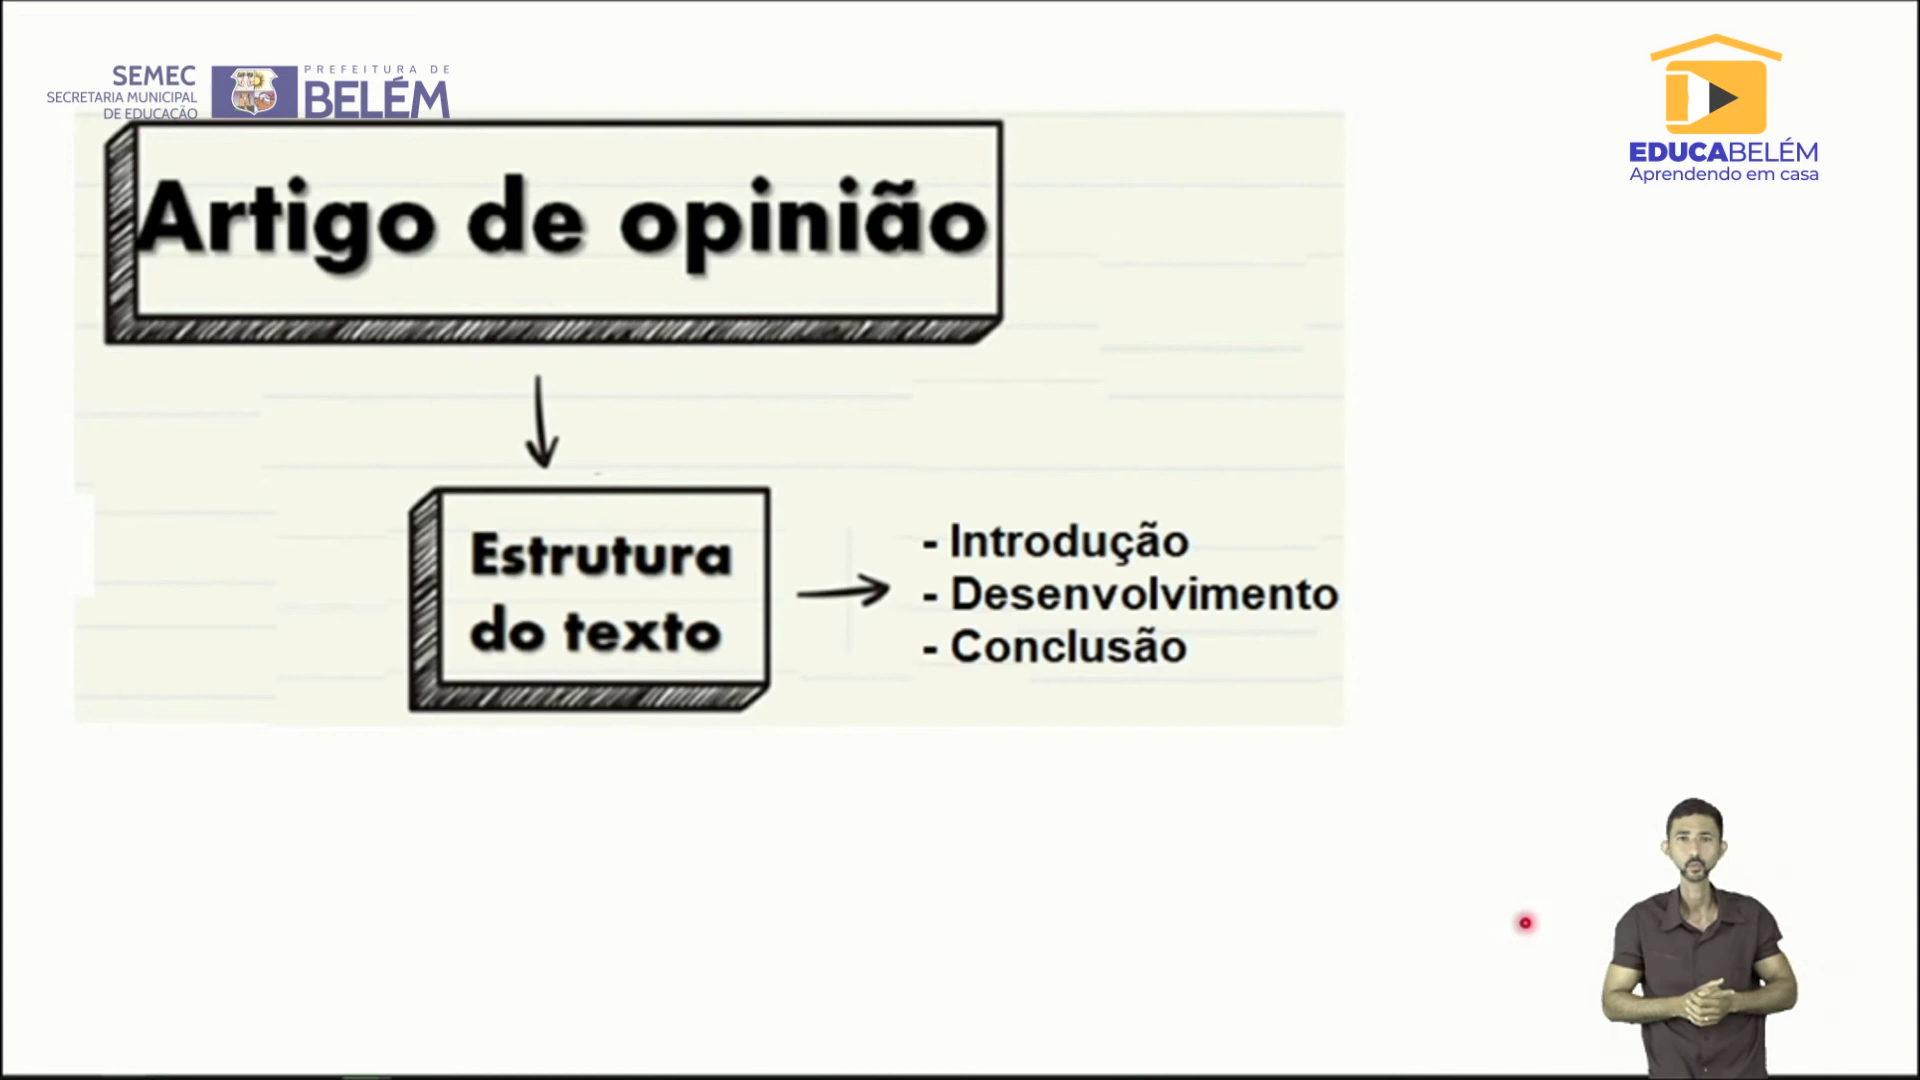 SEMEC
SECRETARIA MUNICIPAL
DE EDUCAÇÃO
PREFEITURA DE
BELÉM
EDUCABELÉM
Aprendendo em casa
Artigo de opinião
Estrutura
do texto
- Introdução
- Desenvolvimento
- Conclusão